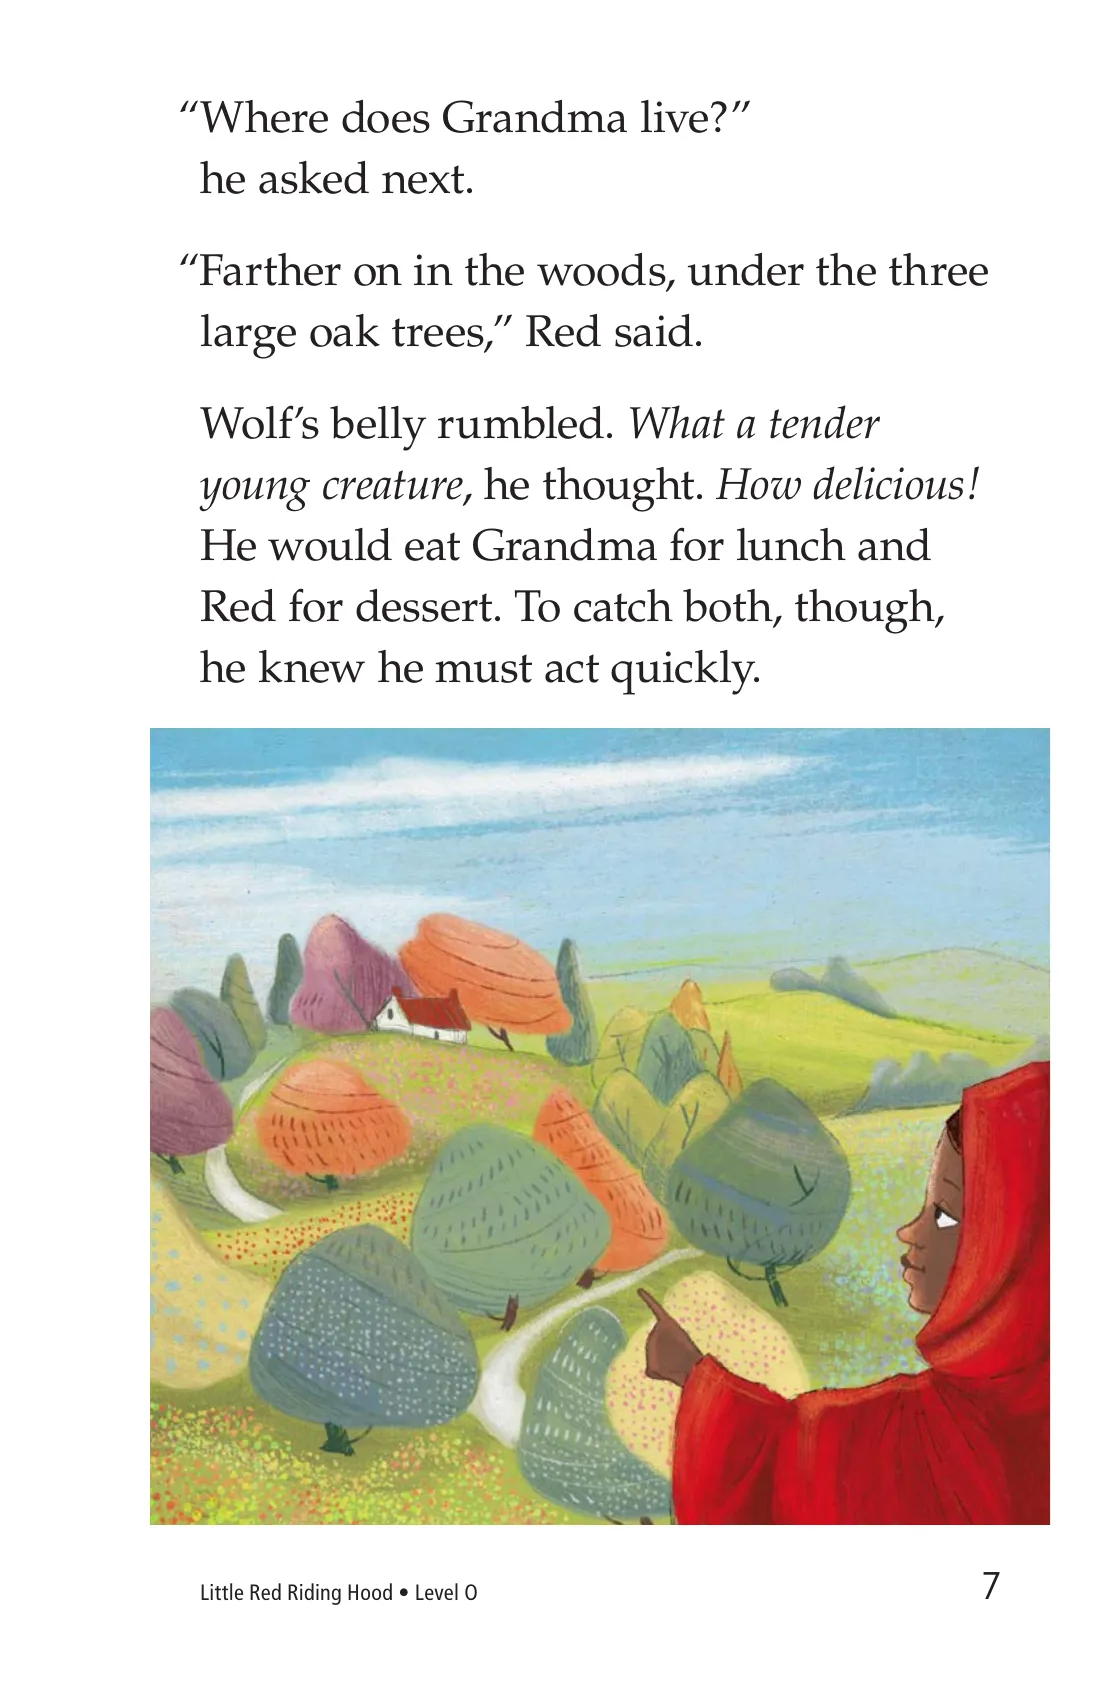 “Where does Grandma live?”
he asked next.
“Farther on in the woods, under the three
large oak trees,” Red said.
Wolf’s belly rumbled. What a tender
young creature, he thought. How delicious!
He would eat Grandma for lunch and
Red for dessert. To catch both, though,
he knew he must act quickly.
Little Red Riding Hood • Level O
7